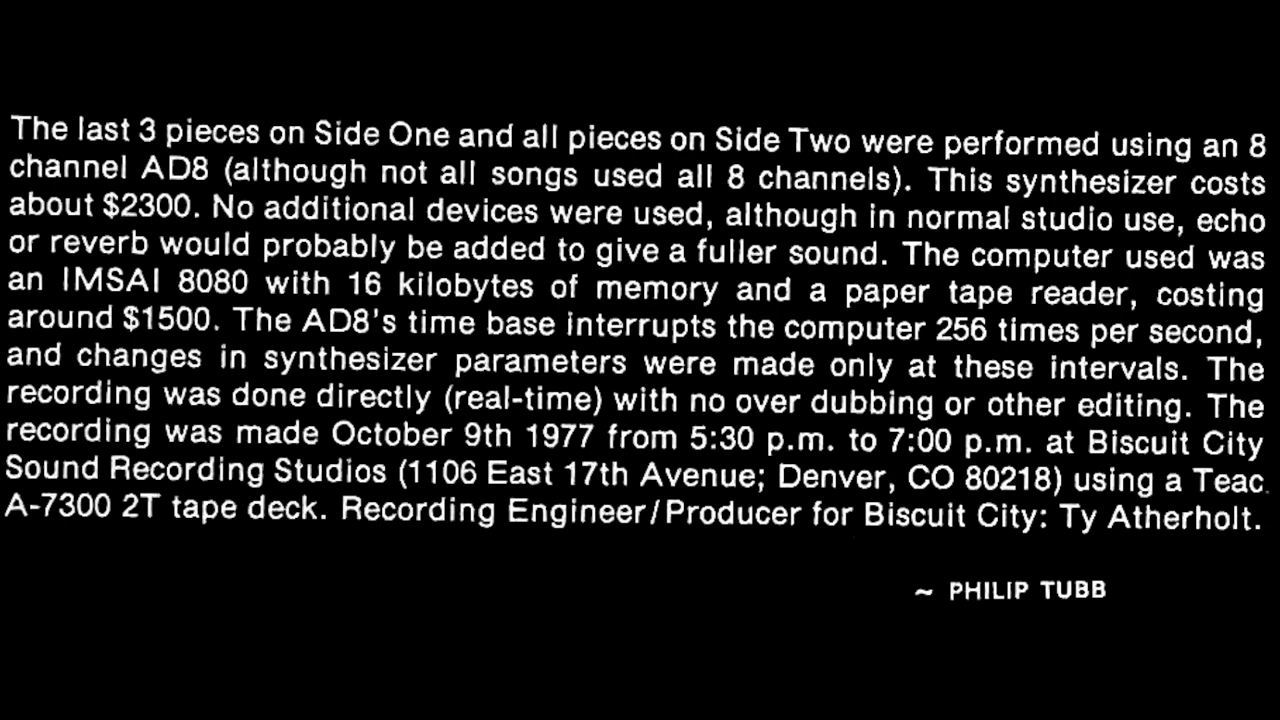 The last 3 pieces on Side One and all pieces on Side Two were performed using an 8
channel AD8 (although not all songs used all 8 channels). This synthesizer costs
about $2300. No additional devices were used, although in normal studio use, echo
or reverb would probably be added to give a fuller sound. The computer used was
an IMSAI 8080 with 16 kilobytes of memory and a paper tape reader, costing
around $1500. The AD8's time base interrupts the computer 256 times per second,
and changes in synthesizer parameters were made only at these intervals. The
recording was done directly (real-time) with no over dubbing or other editing. The
recording was made October 9th 1977 from 5:30 p.m. to 7:00 p.m. at Biscuit City
Sound Recording Studios (1106 East 17th Avenue; Denver, CO 80218) using a Teac
A-7300 2T tape deck. Recording Engineer/Producer for Biscuit City: Ty Atherholt.
~ PHILIP TUBB